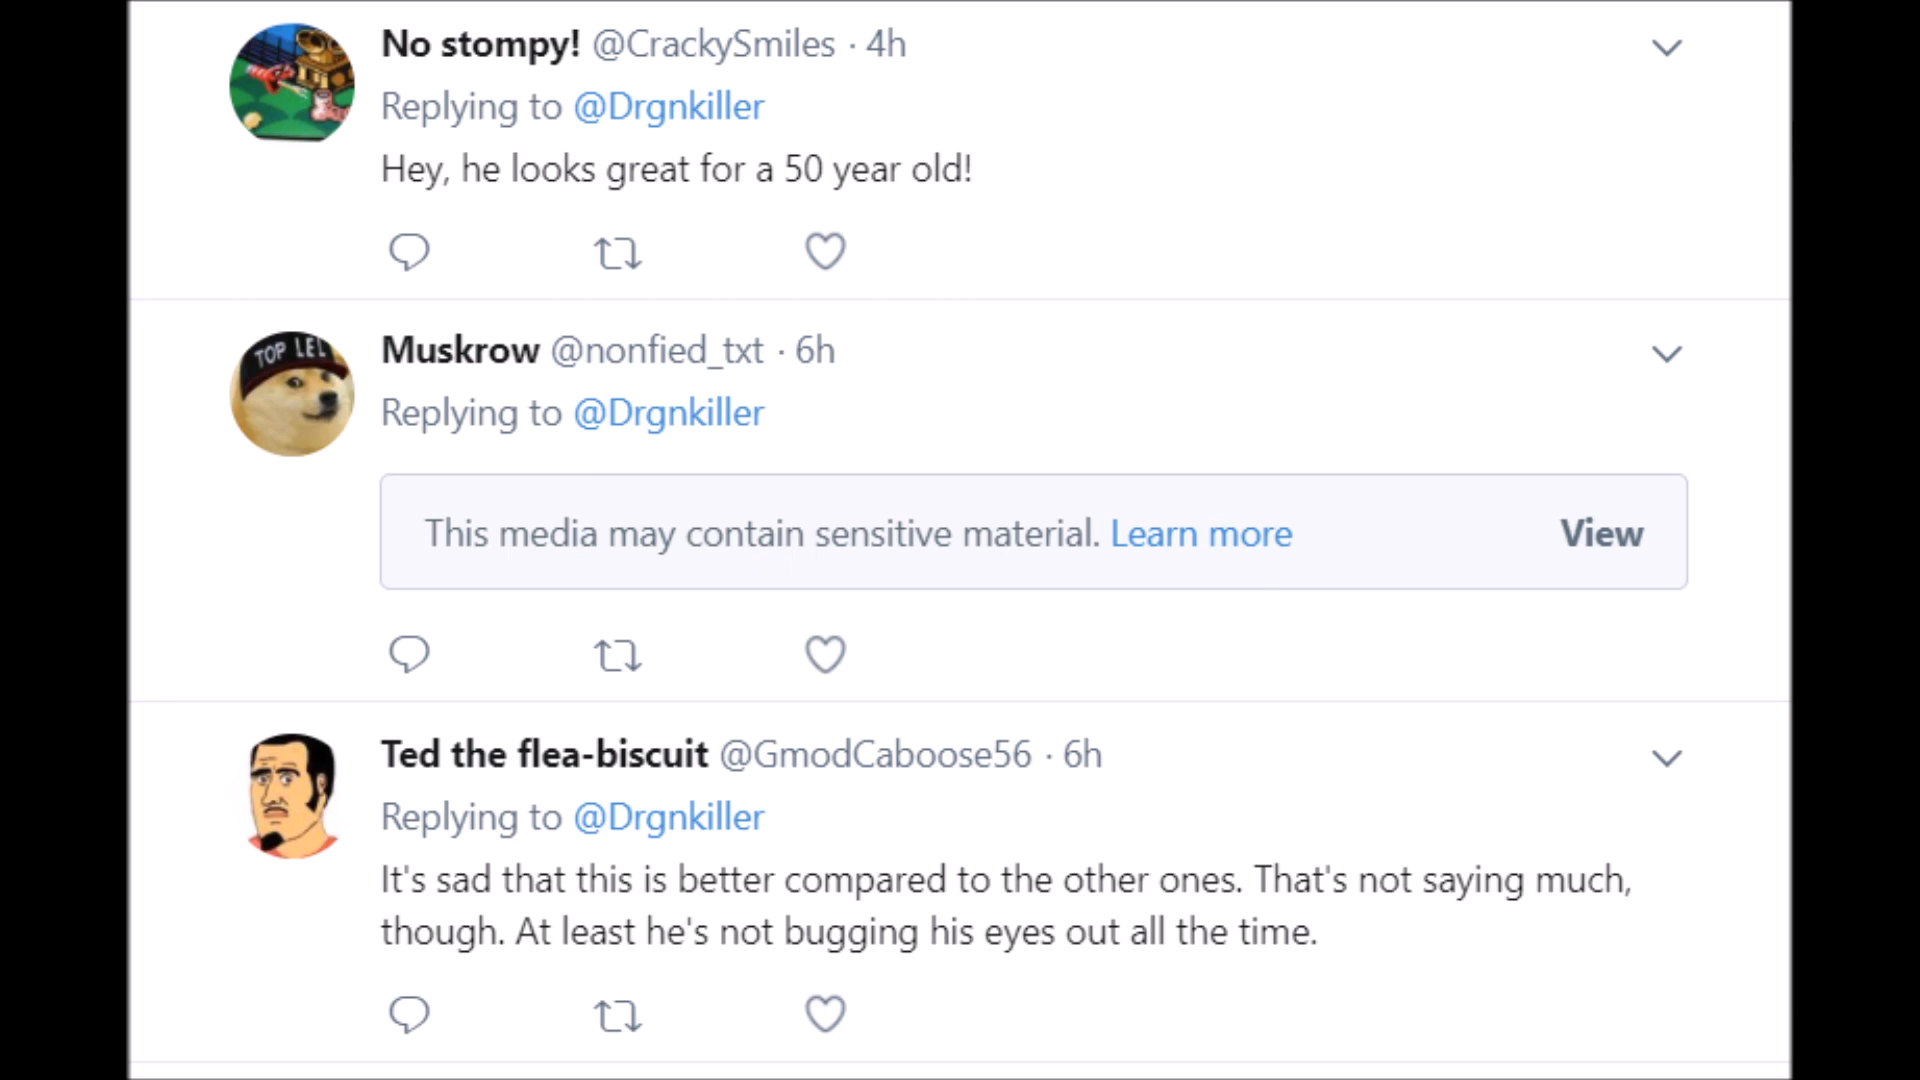 No stompy! @CrackySmiles · 4h
Replying to @Drgnkiller
Hey, he looks great for a 50 year old!
TOP LEL
Muskrow @nonfied_txt · 6h
Replying to @Drgnkiller
This media may contain sensitive material. Learn more View
Ted the flea-biscuit @GmodCaboose56 · 6h
Replying to @Drgnkiller
It's sad that this is better compared to the other ones. That's not saying much,
though. At least he's not bugging his eyes out all the time.